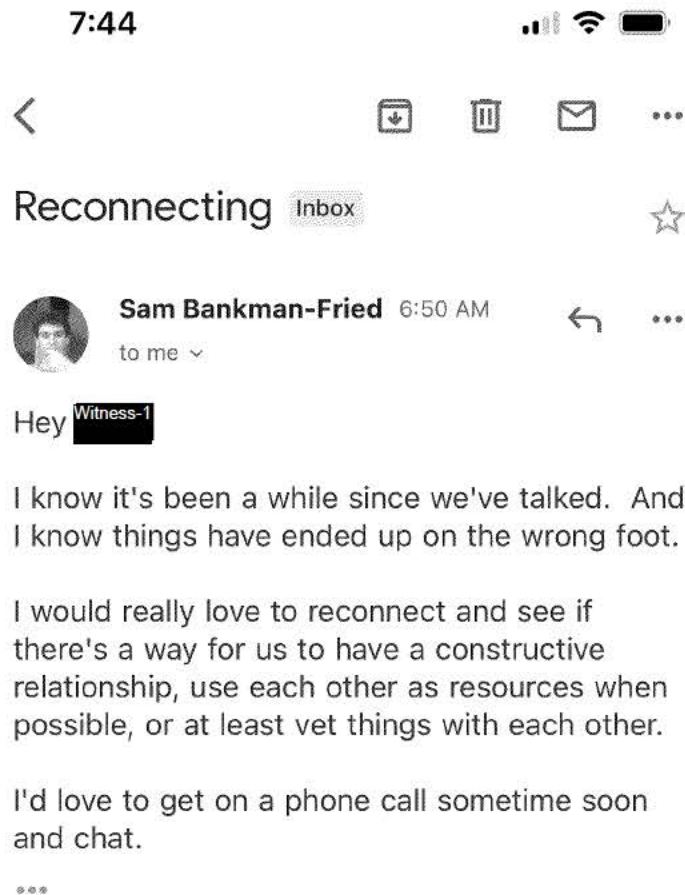 7:44
Reconnecting Inbox
Sam Bankman-Fried 6:50 AM
to me
Hey Witness-1
I know it's been a while since we've talked.  And
I know things have ended up on the wrong foot.
I would really love to reconnect and see if
there's a way for us to have a constructive
relationship, use each other as resources when
possible, or at least vet things with each other.
I'd love to get on a phone call sometime soon
and chat.